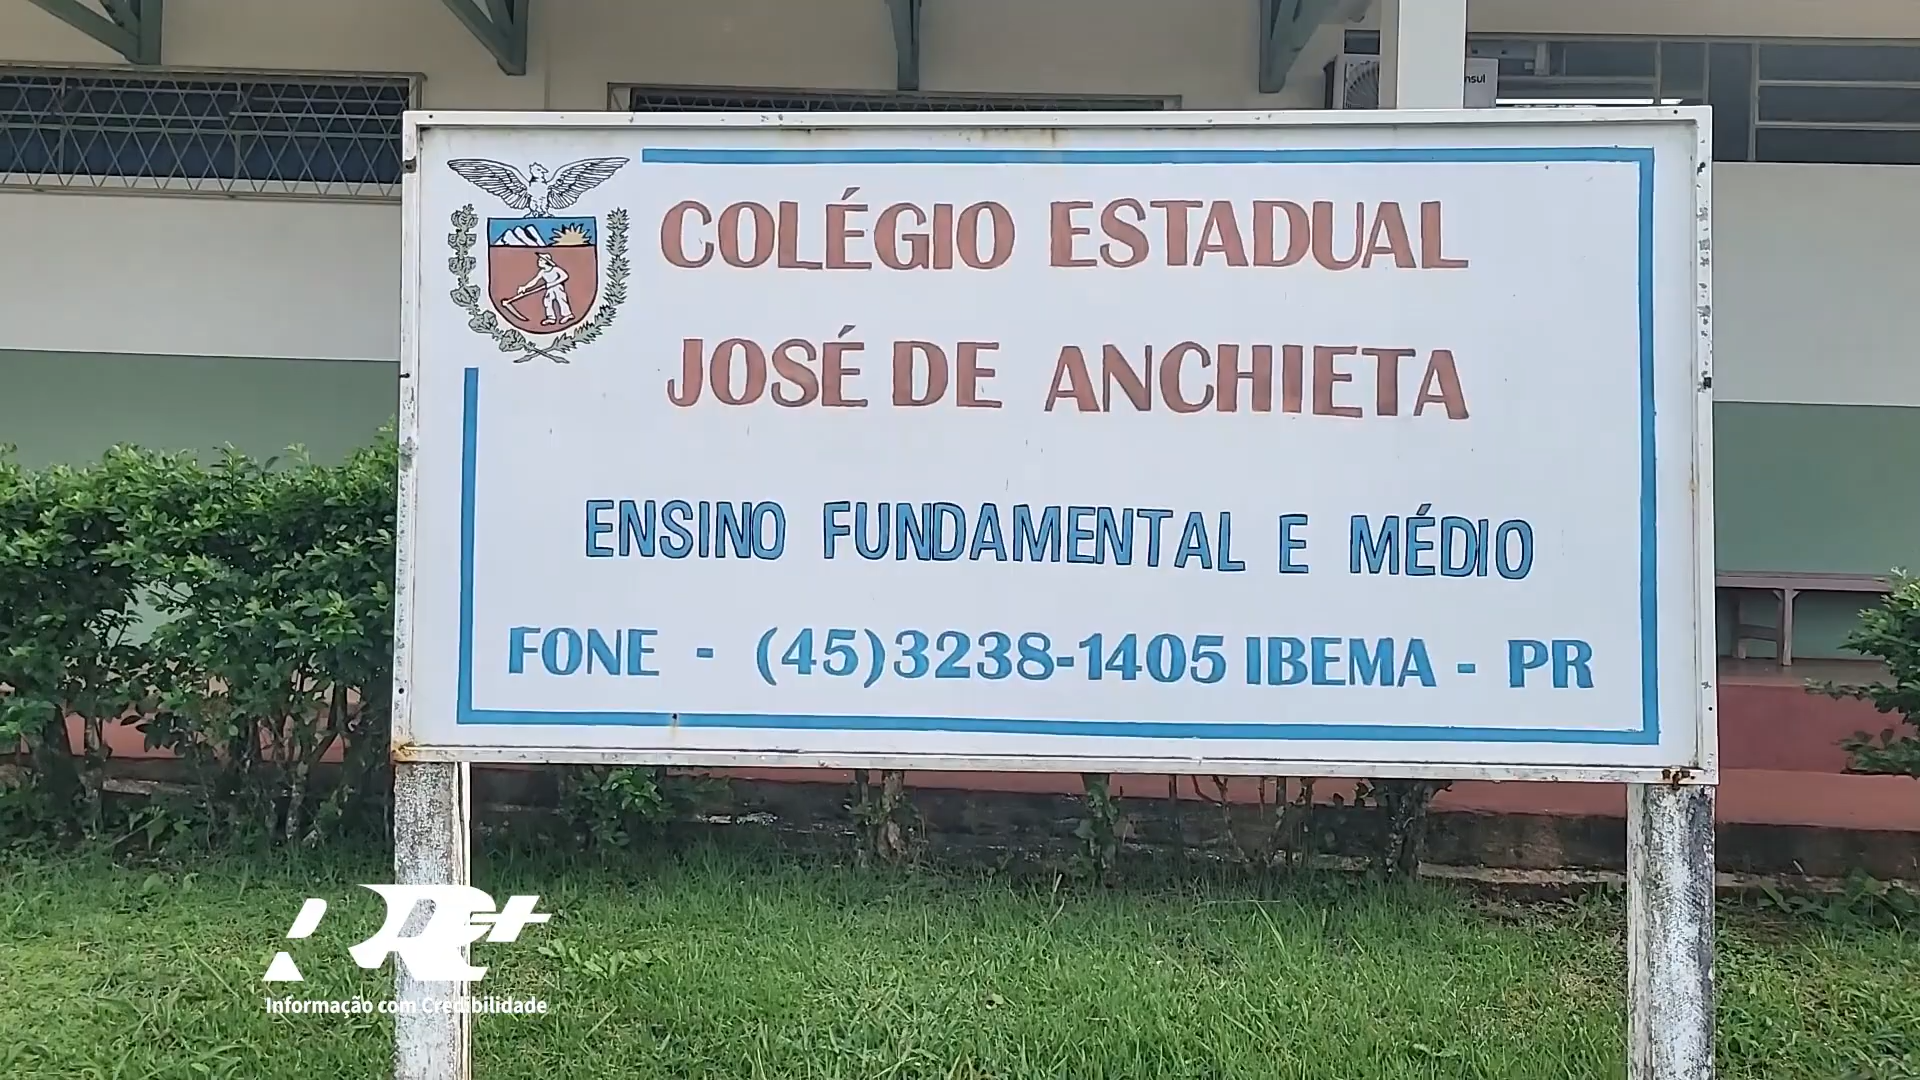 COLÉGIO ESTADUAL
JOSÉ DE ANCHIETA
ENSINO FUNDAMENTAL E MÉDIO
FONE - (45)3238-1405 IBEMA - PR
Informação com Credibilidade